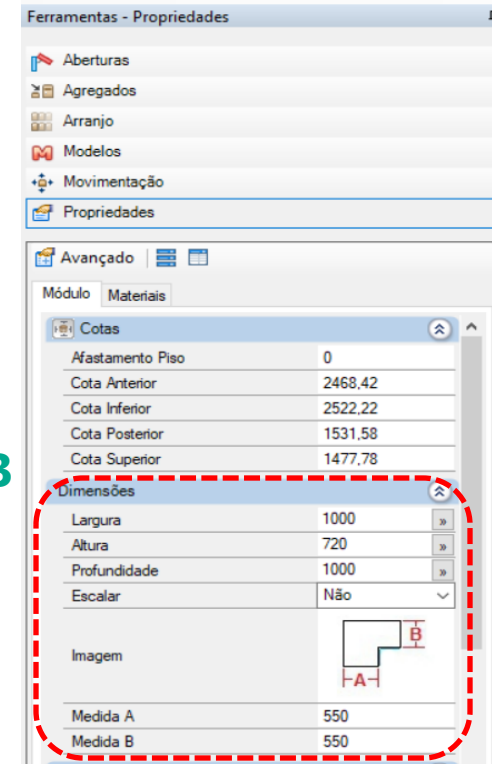 Ferramentas - Propriedades
Aberturas
Agregados
Arranjo
Modelos
Movimentação
Propriedades
Avançado
Módulo Materiais
Cotas
Afastamento Piso 0
Cota Anterior 2468,42
Cota Inferior 2522,22
Cota Posterior 1531,58
Cota Superior 1477,78
3
Dimensões
Largura 1000 »
Altura 720 »
Profundidade 1000 »
Escalar Não
B
Imagem
A
Medida A 550
Medida B 550